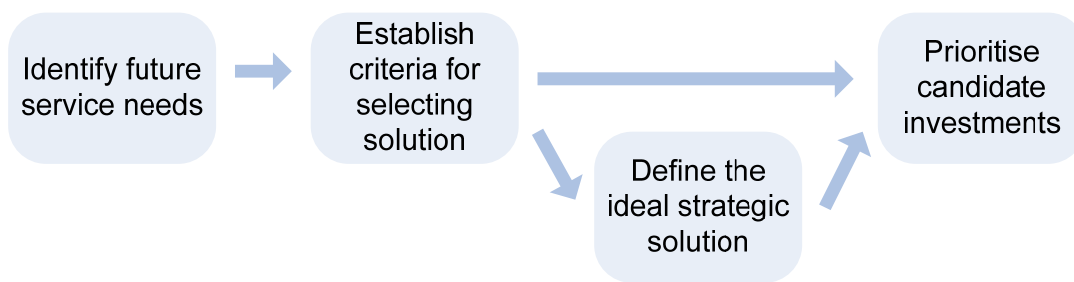 Identify future
service needs
Establish
criteria for
selecting
solution
Define the
ideal strategic
solution
Prioritise
candidate
investments